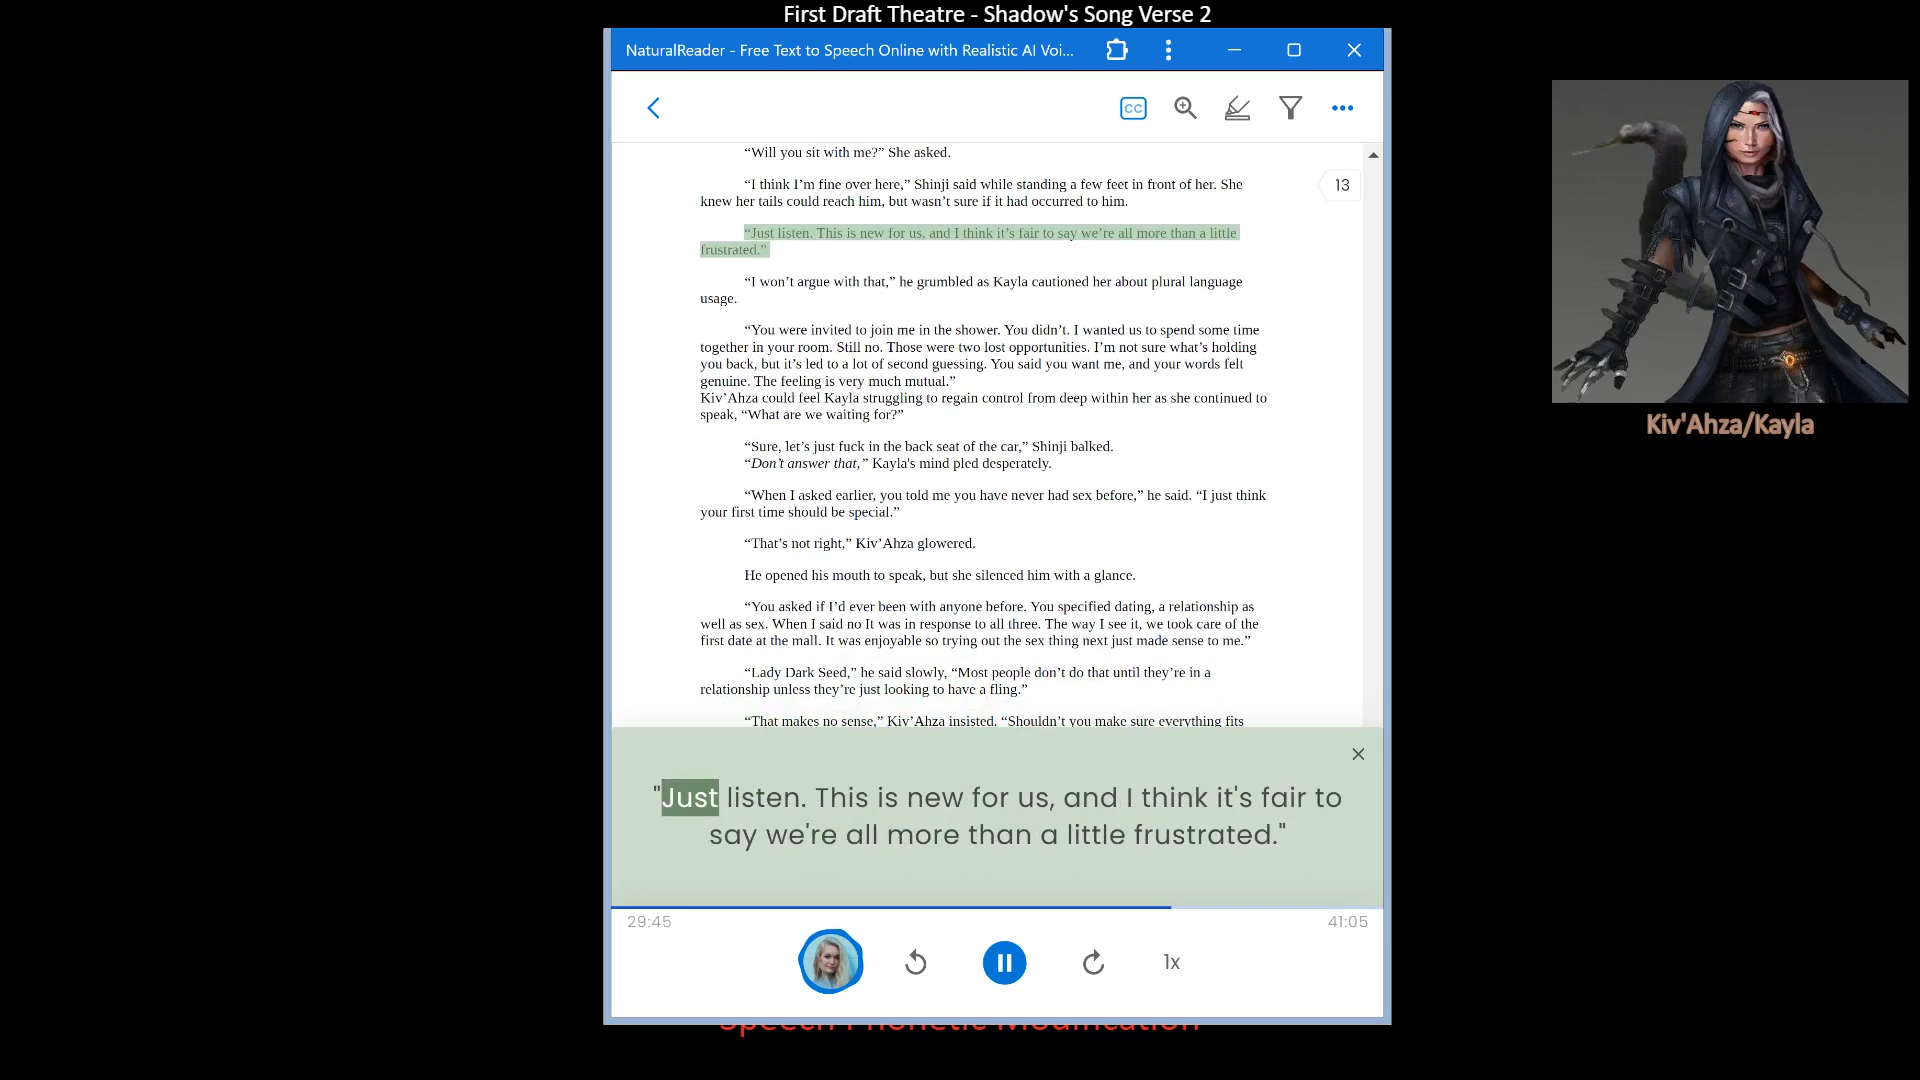 First Draft Theatre - Shadow's Song Verse 2
NaturalReader - Free Text to Speech Online with Realistic AI Voi...
CC
“Will you sit with me?” She asked.
13
“I think I’m fine over here,” Shinji said while standing a few feet in front of her. She
knew her tails could reach him, but wasn’t sure if it had occurred to him.
“Just listen. This is new for us, and I think it’s fair to say we’re all more than a little
frustrated.”
“I won’t argue with that,” he grumbled as Kayla cautioned her about plural language
usage.
“You were invited to join me in the shower. You didn’t. I wanted us to spend some time
together in your room. Still no. Those were two lost opportunities. I’m not sure what’s holding
you back, but it’s led to a lot of second guessing. You said you want me, and your words felt
genuine. The feeling is very much mutual.”
Kiv’Ahza could feel Kayla struggling to regain control from deep within her as she continued to
speak, “What are we waiting for?”
“Sure, let’s just fuck in the back seat of the car,” Shinji balked.
“Don’t answer that,” Kayla's mind pled desperately.
“When I asked earlier, you told me you have never had sex before,” he said. “I just think
your first time should be special.”
“That’s not right,” Kiv’Ahza glowered.
He opened his mouth to speak, but she silenced him with a glance.
“You asked if I’d ever been with anyone before. You specified dating, a relationship as
well as sex. When I said no It was in response to all three. The way I see it, we took care of the
first date at the mall. It was enjoyable so trying out the sex thing next just made sense to me.”
“Lady Dark Seed,” he said slowly, “Most people don’t do that until they’re in a
relationship unless they’re just looking to have a fling.”
“That makes no sense,” Kiv’Ahza insisted. “Shouldn’t you make sure everything fits
"Just listen. This is new for us, and I think it's fair to
say we're all more than a little frustrated."
29:45
41:05
1x
Speech Phonetic Modification
Kiv'Ahza/Kayla